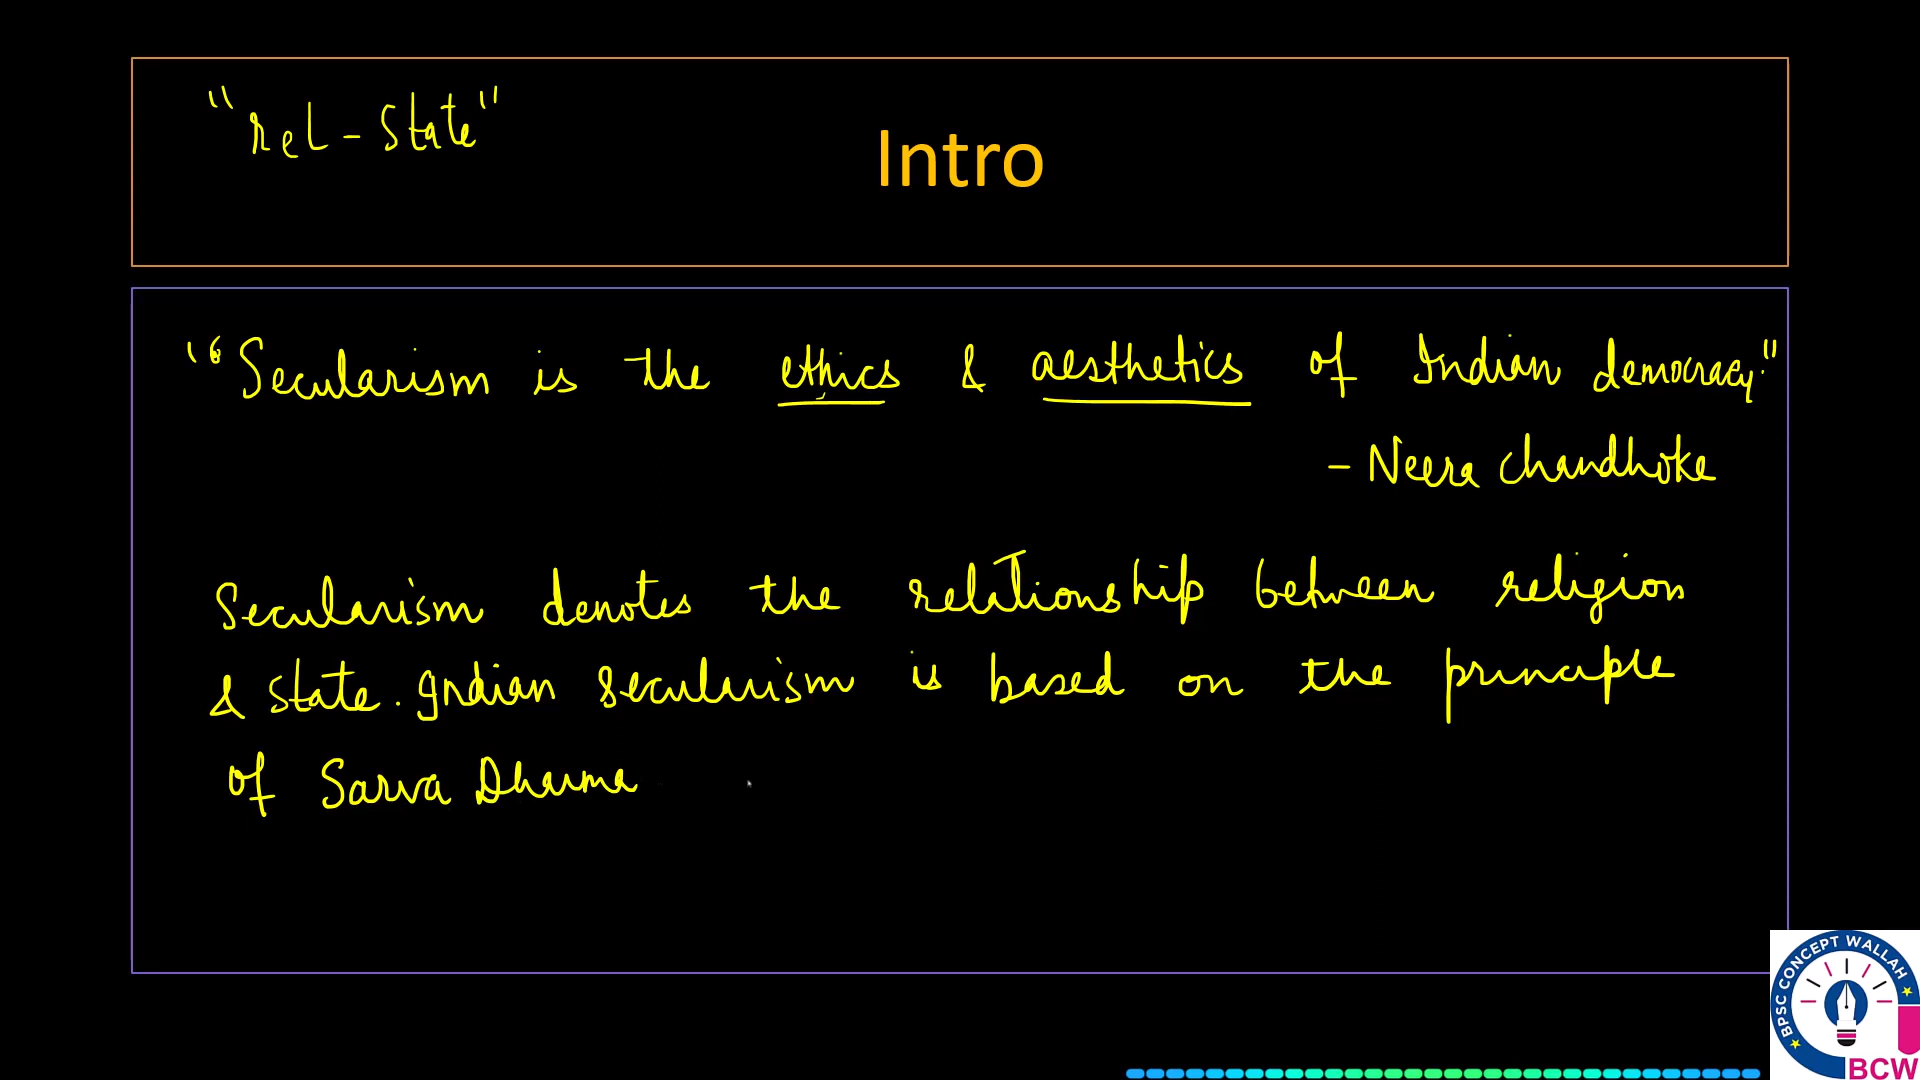 "rel - State"
Intro
"Secularism is the ethics & aesthetics of Indian democracy."
- Neera Chandhoke
Secularism denotes the relationship between religion
& state. Indian secularism is based on the principle
of Sarva Dharma
BPSC CONCEPT WALLAH
BCW